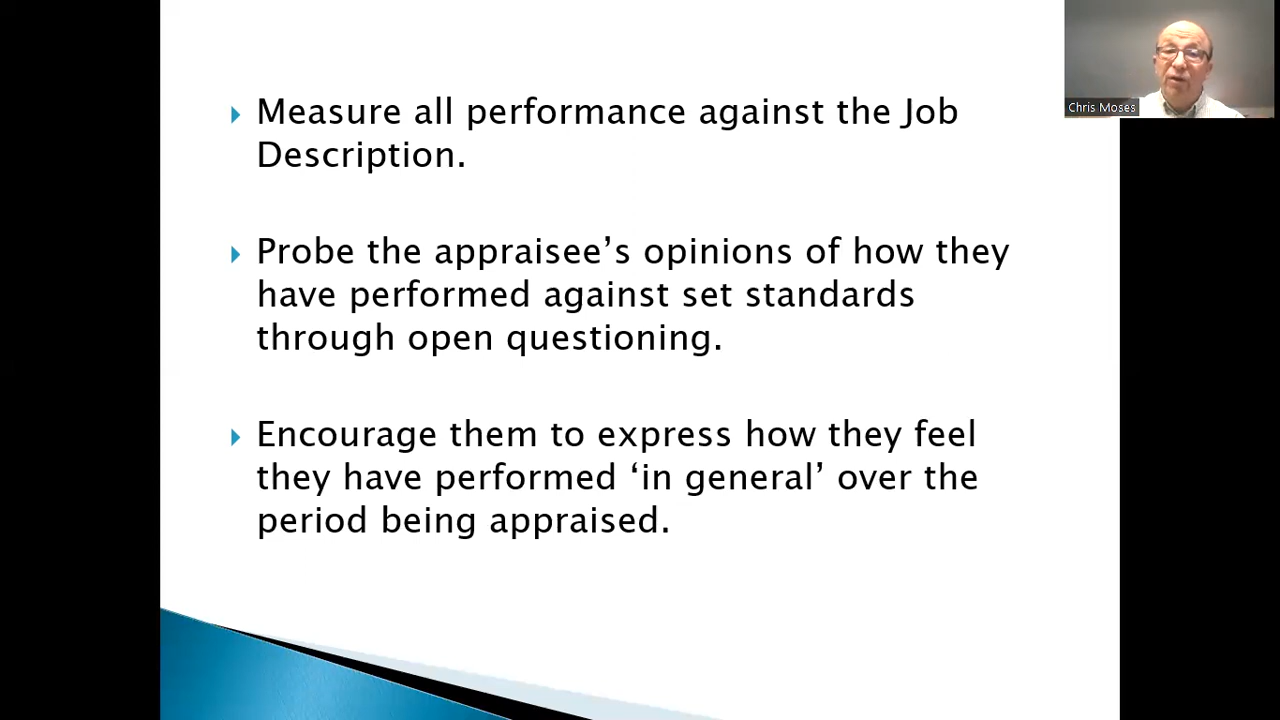 Measure all performance against the Job
Description.
Probe the appraisee’s opinions of how they
have performed against set standards
through open questioning.
Encourage them to express how they feel
they have performed ‘in general’ over the
period being appraised.
Chris Moses